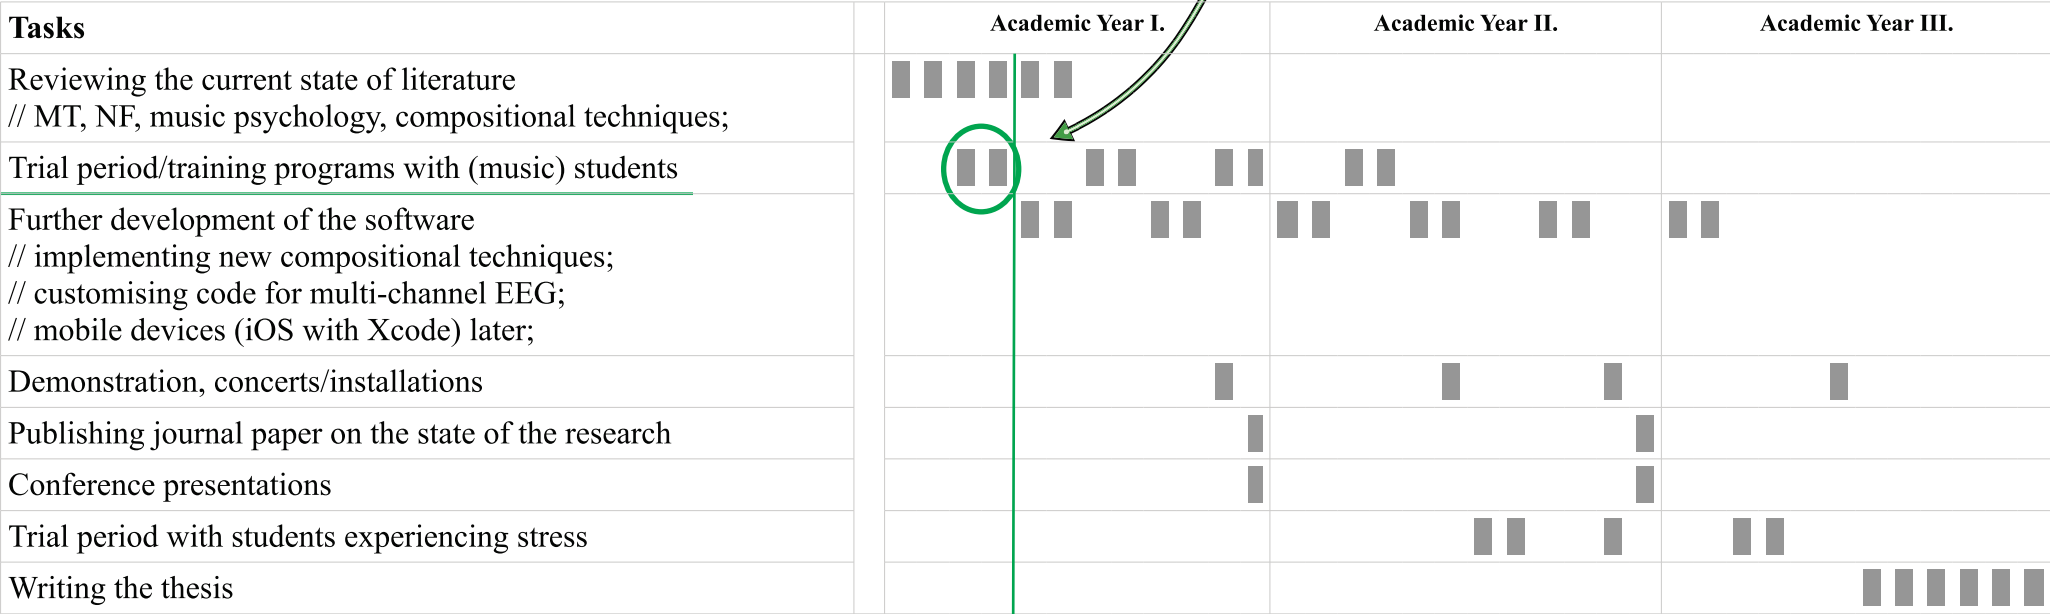 Tasks
Academic Year I.
Academic Year II.
Academic Year III.
Reviewing the current state of literature
// MT, NF, music psychology, compositional techniques;
Trial period/training programs with (music) students
Further development of the software
// implementing new compositional techniques;
// customising code for multi-channel EEG;
// mobile devices (iOS with Xcode) later;
Demonstration, concerts/installations
Publishing journal paper on the state of the research
Conference presentations
Trial period with students experiencing stress
Writing the thesis